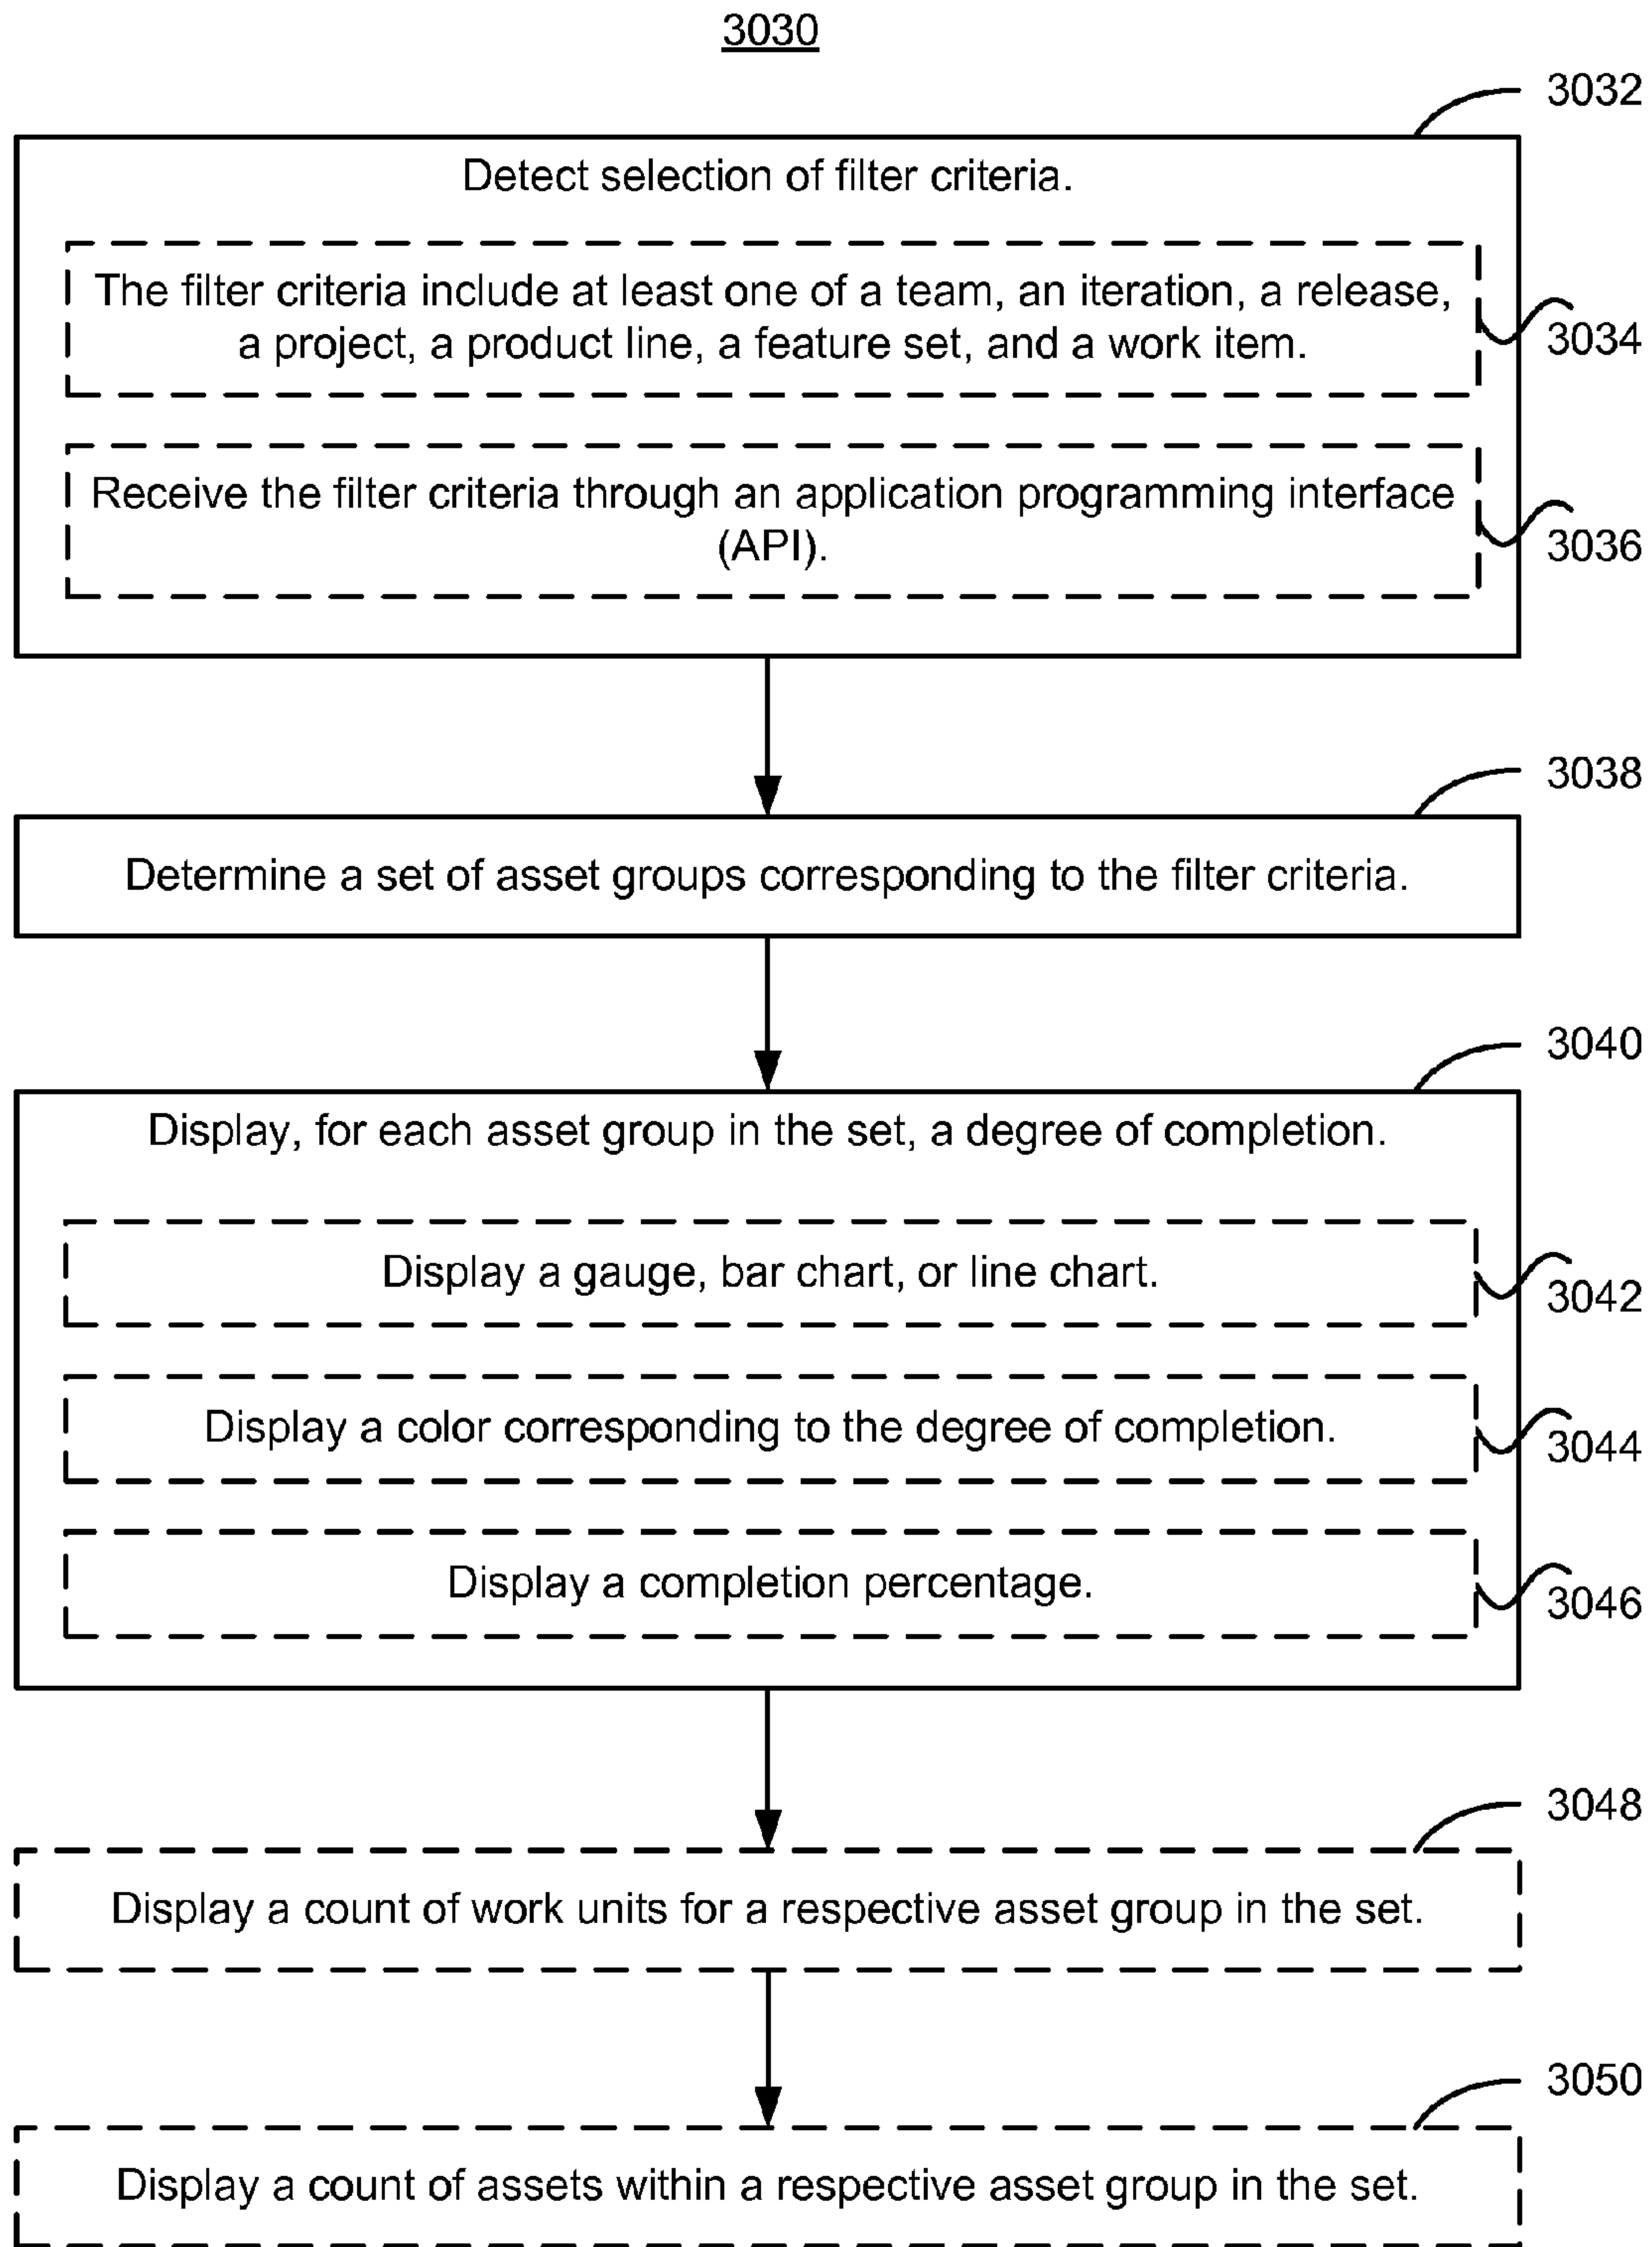 3030
3032
Detect selection of filter criteria.
The filter criteria include at least one of a team, an iteration, a release,
a project, a product line, a feature set, and a work item.
3034
Receive the filter criteria through an application programming interface
(API).
3036
3038
Determine a set of asset groups corresponding to the filter criteria.
3040
Display, for each asset group in the set, a degree of completion.
Display a gauge, bar chart, or line chart.
3042
Display a color corresponding to the degree of completion.
3044
Display a completion percentage.
3046
3048
Display a count of work units for a respective asset group in the set.
3050
Display a count of assets within a respective asset group in the set.